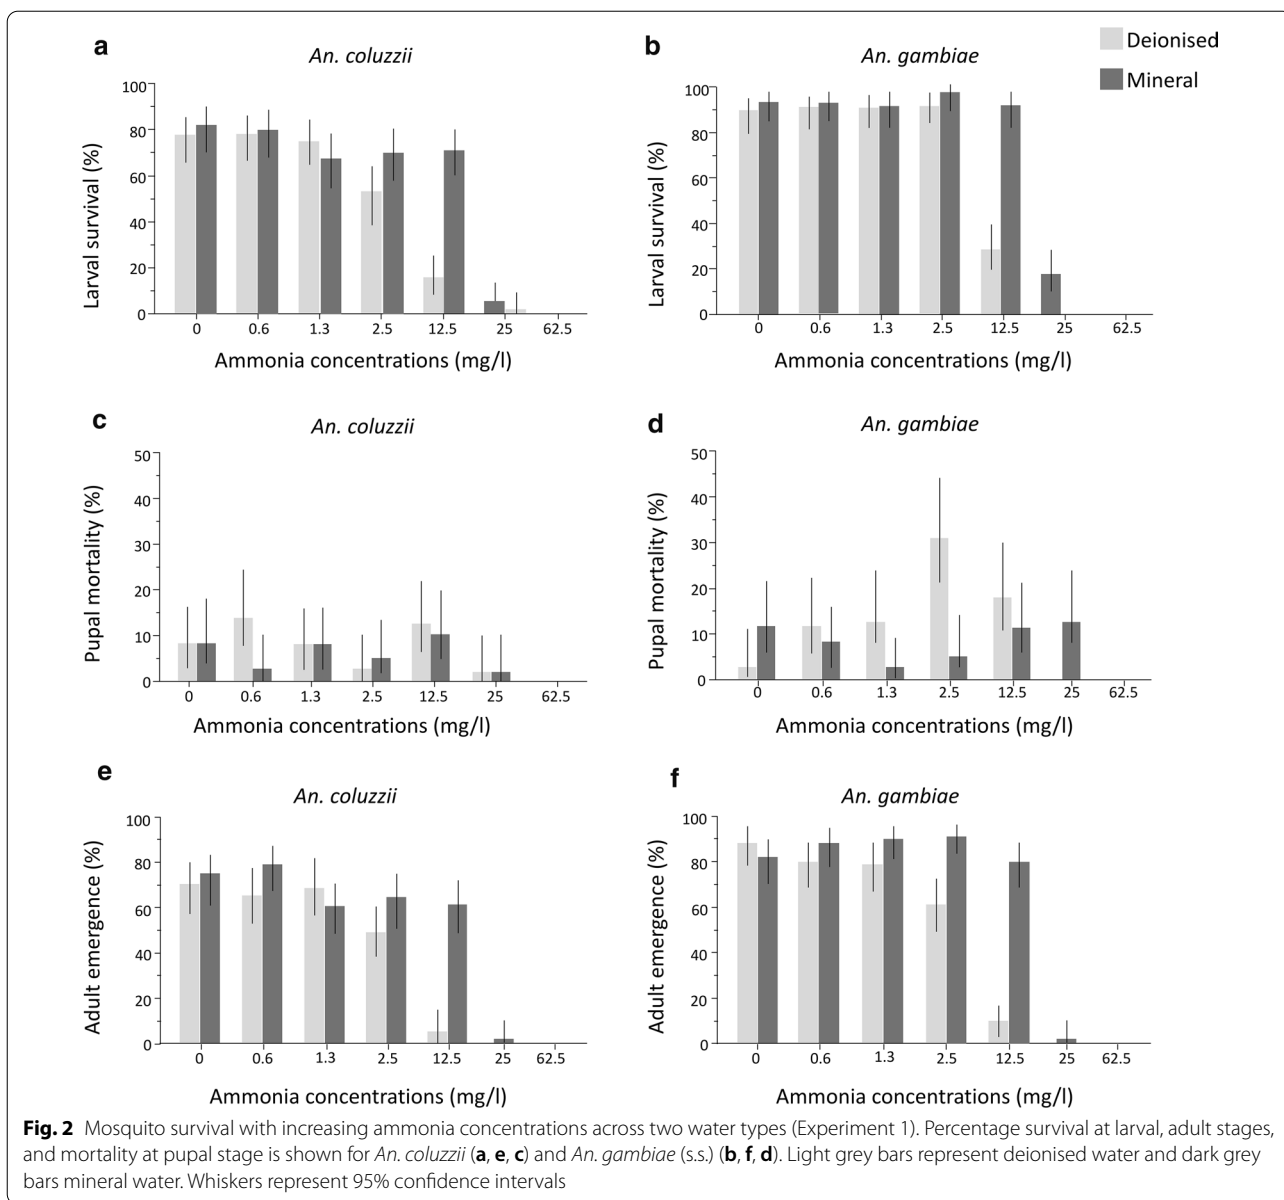 a
An. coluzzii
100
80
60
40
20
0
Larval survival (%)
0 0.6 1.3 2.5 12.5 25 62.5
Ammonia concentrations (mg/l)
b
An. gambiae
Deionised
Mineral
100
80
60
40
20
0
Larval survival (%)
0 0.6 1.3 2.5 12.5 25 62.5
Ammonia concentrations (mg/l)
c
An. coluzzii
50
40
30
20
10
0
Pupal mortality (%)
0 0.6 1.3 2.5 12.5 25 62.5
Ammonia concentrations (mg/l)
d
An. gambiae
50
40
30
20
10
0
Pupal mortality (%)
0 0.6 1.3 2.5 12.5 25 62.5
Ammonia concentrations (mg/l)
e
An. coluzzii
100
80
60
40
20
0
Adult emergence (%)
0 0.6 1.3 2.5 12.5 25 62.5
Ammonia concentrations (mg/l)
f
An. gambiae
100
80
60
40
20
0
Adult emergence (%)
0 0.6 1.3 2.5 12.5 25 62.5
Ammonia concentrations (mg/l)
Fig. 2 Mosquito survival with increasing ammonia concentrations across two water types (Experiment 1). Percentage survival at larval, adult stages,
and mortality at pupal stage is shown for An. coluzzii (a, e, c) and An. gambiae (s.s.) (b, f, d). Light grey bars represent deionised water and dark grey
bars mineral water. Whiskers represent 95% confidence intervals